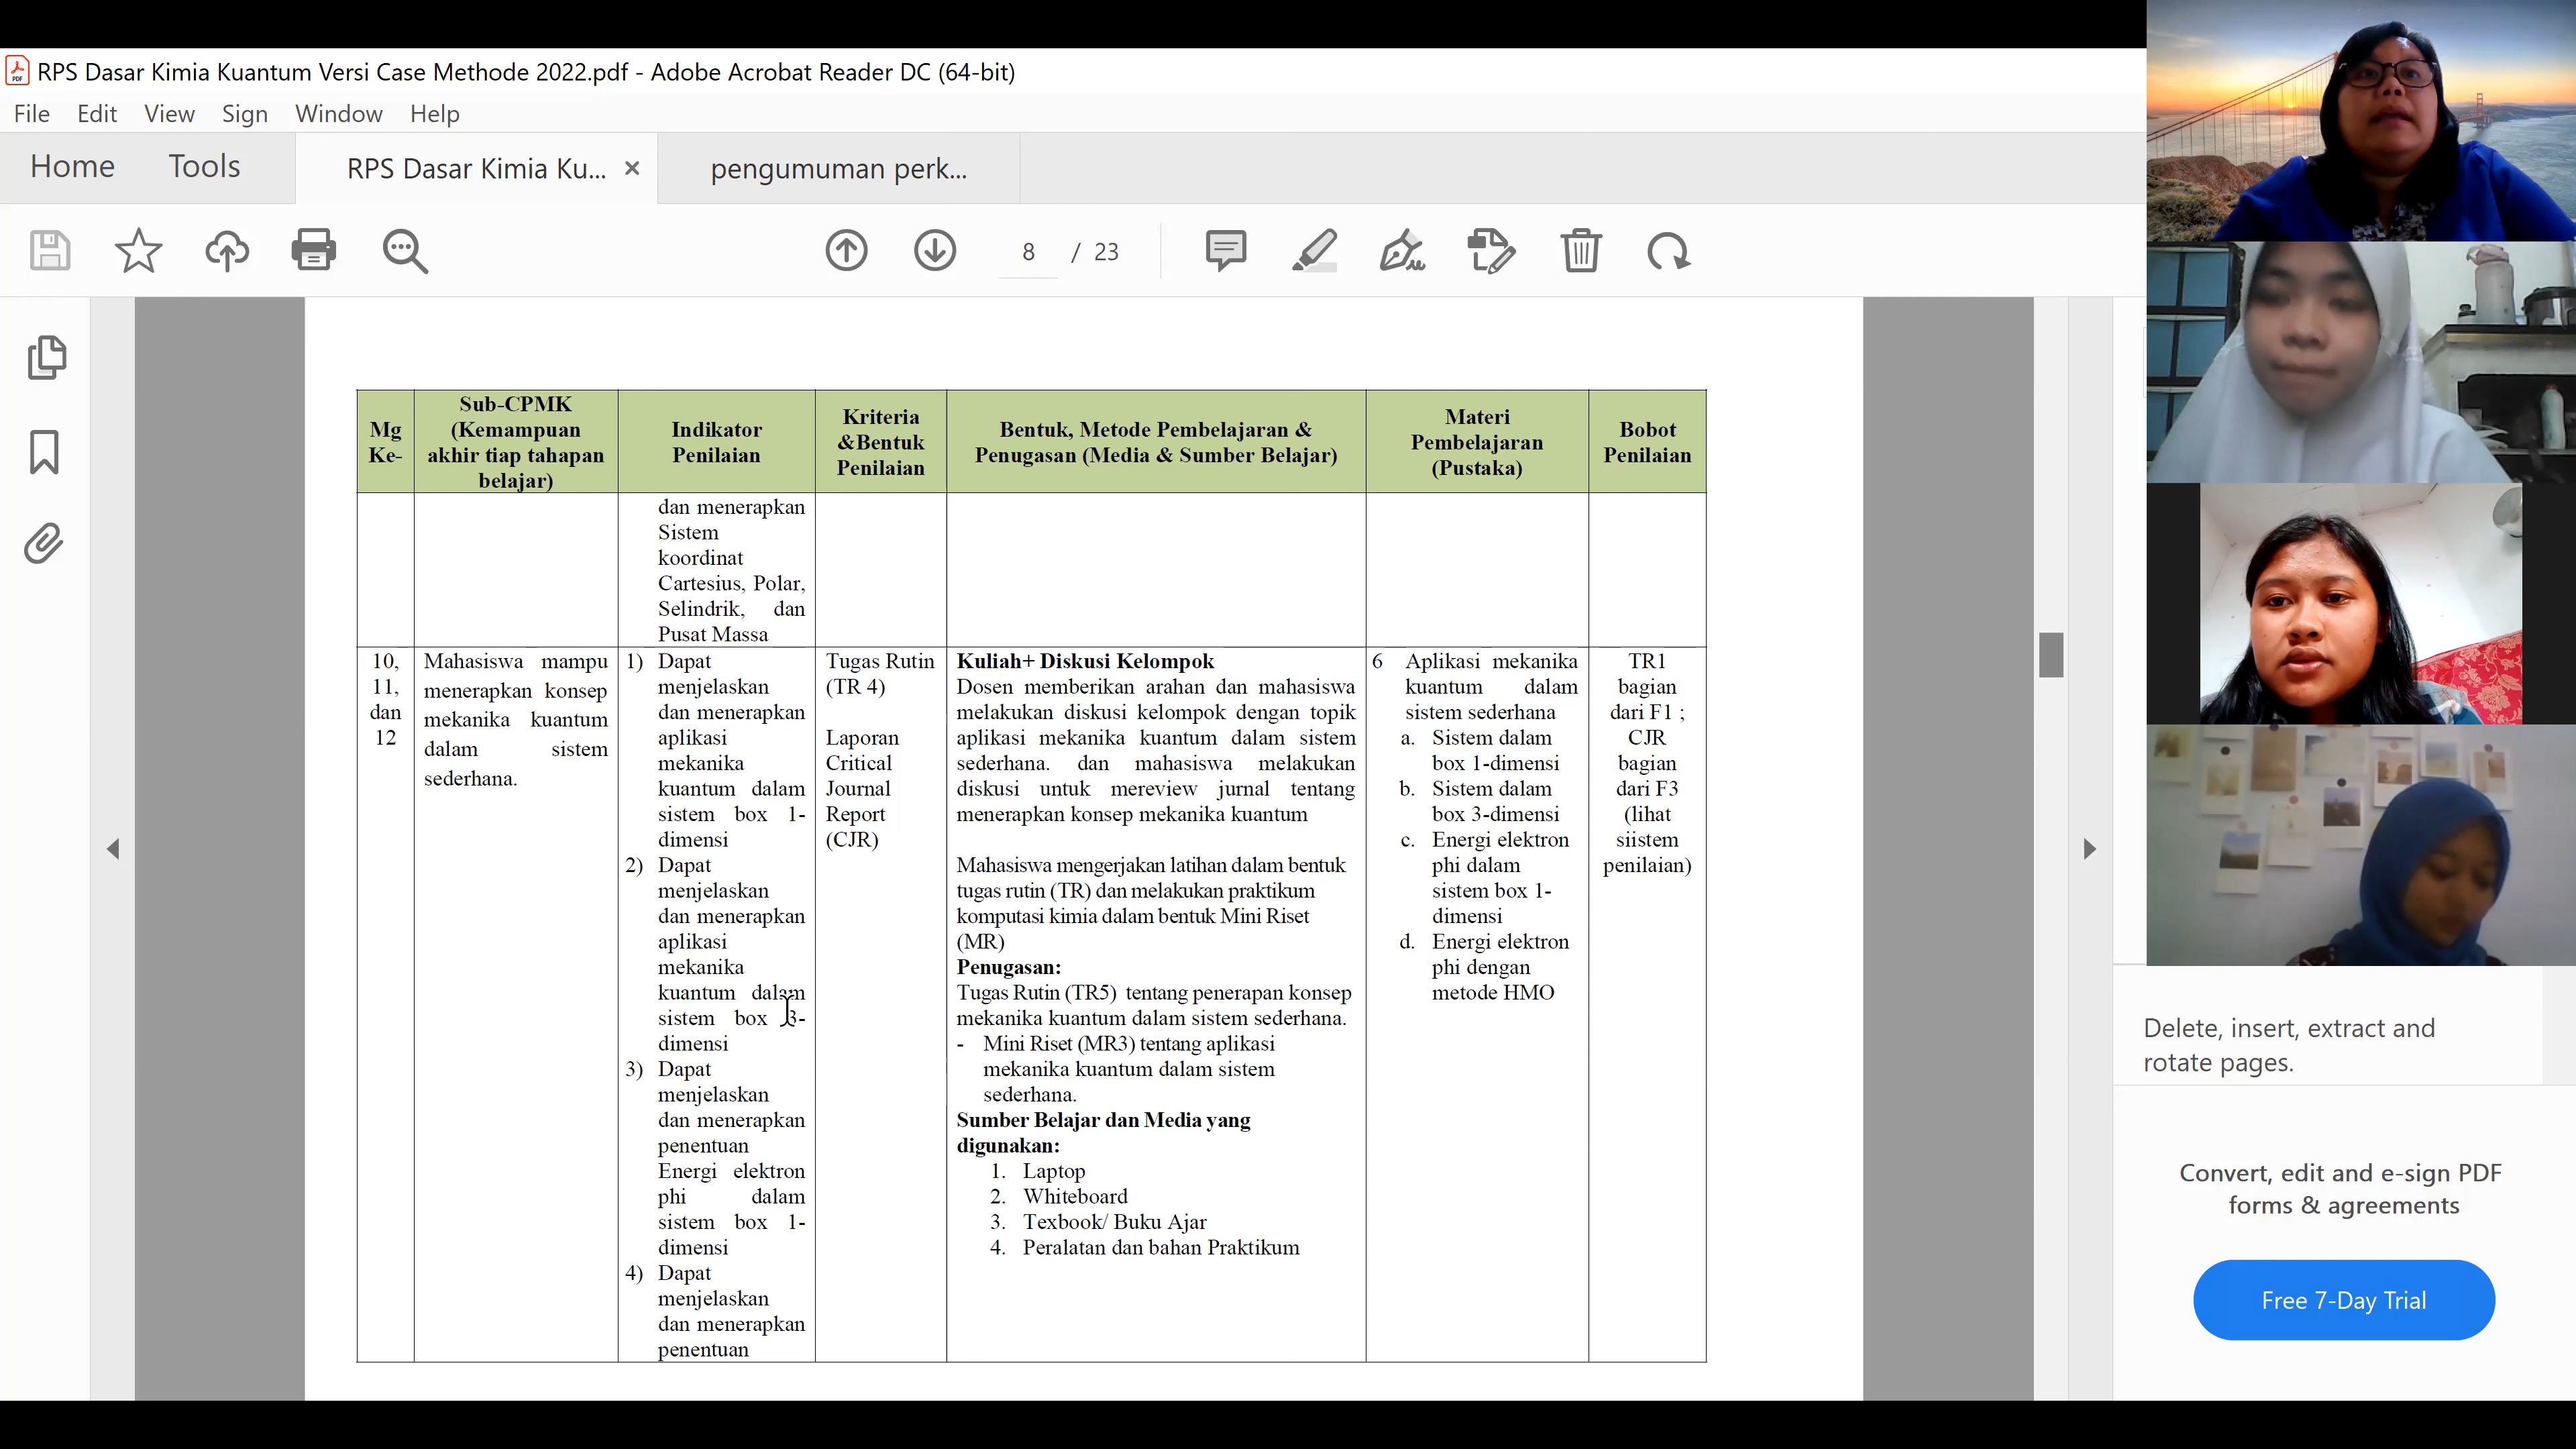 RPS Dasar Kimia Kuantum Versi Case Methode 2022.pdf - Adobe Acrobat Reader DC (64-bit)
File Edit View Sign Window Help
Home Tools RPS Dasar Kimia Ku... × pengumuman perk...
8 / 23
Mg
Ke-
Sub-CPMK
(Kemampuan
akhir tiap tahapan
belajar)
Indikator
Penilaian
Kriteria
&Bentuk
Penilaian
Bentuk, Metode Pembelajaran &
Penugasan (Media & Sumber Belajar)
Materi
Pembelajaran
(Pustaka)
Bobot
Penilaian
dan menerapkan
Sistem
koordinat
Cartesius, Polar,
Selindrik, dan
Pusat Massa
10,
11,
dan
12
Mahasiswa mampu
menerapkan konsep
mekanika kuantum
dalam sistem
sederhana.
1) Dapat
menjelaskan
dan menerapkan
aplikasi
mekanika
kuantum dalam
sistem box 1-
dimensi
2) Dapat
menjelaskan
dan menerapkan
aplikasi
mekanika
kuantum dalam
sistem box 3-
dimensi
3) Dapat
menjelaskan
dan menerapkan
penentuan
Energi elektron
phi dalam
sistem box 1-
dimensi
4) Dapat
menjelaskan
dan menerapkan
penentuan
Tugas Rutin
(TR 4)
Laporan
Critical
Journal
Report
(CJR)
Kuliah+ Diskusi Kelompok
Dosen memberikan arahan dan mahasiswa
melakukan diskusi kelompok dengan topik
aplikasi mekanika kuantum dalam sistem
sederhana. dan mahasiswa melakukan
diskusi untuk mereview jurnal tentang
menerapkan konsep mekanika kuantum
Mahasiswa mengerjakan latihan dalam bentuk
tugas rutin (TR) dan melakukan praktikum
komputasi kimia dalam bentuk Mini Riset
(MR)
Penugasan:
Tugas Rutin (TR5) tentang penerapan konsep
mekanika kuantum dalam sistem sederhana.
- Mini Riset (MR3) tentang aplikasi
mekanika kuantum dalam sistem
sederhana.
Sumber Belajar dan Media yang
digunakan:
1. Laptop
2. Whiteboard
3. Texbook/ Buku Ajar
4. Peralatan dan bahan Praktikum
6 Aplikasi mekanika
kuantum dalam
sistem sederhana
a. Sistem dalam
box 1-dimensi
b. Sistem dalam
box 3-dimensi
c. Energi elektron
phi dalam
sistem box 1-
dimensi
d. Energi elektron
phi dengan
metode HMO
TR1
bagian
dari F1 ;
CJR
bagian
dari F3
(lihat
siistem
penilaian)
Delete, insert, extract and
rotate pages.
Convert, edit and e-sign PDF
forms & agreements
Free 7-Day Trial